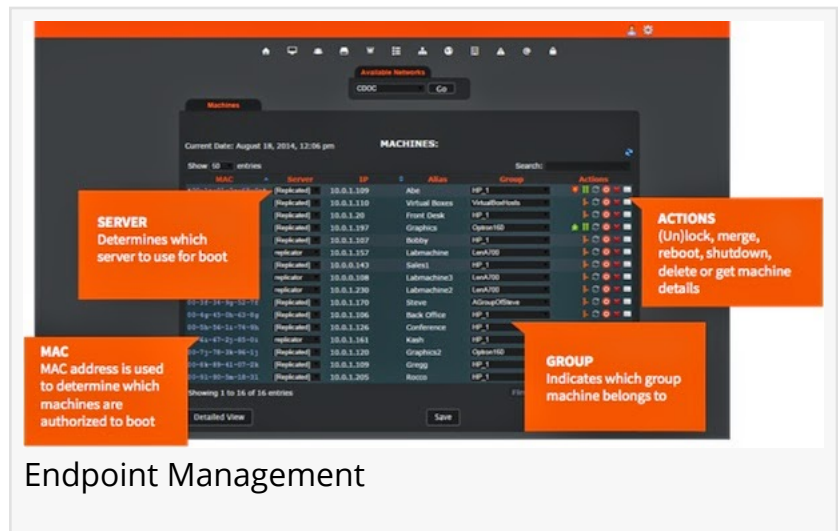 Available Networks
CDOC Go
Machines
Current Date: August 18, 2014, 12:06 pm MACHINES:
Show 50 entries Search:
MAC Server IP Alias Group Actions
[Replicated] 10.0.1.109 Abe HP_1
10.0.1.110 Virtual Boxes VirtualBoxHosts
10.0.1.20 Front Desk HP_1
10.0.1.197 Graphics Optron160
10.0.1.107 Bobby HP_1
replicator 10.0.1.157 Labmachine LenA700
[Replicated] 10.0.0.143 Sales1 HP_1
replicator 10.0.0.108 Labmachine3 LenA700
replicator 10.0.1.230 Labmachine2 LenA700
[Replicated] 10.0.1.170 Steve AGroupOfSteve
[Replicated] 10.0.1.106 Back Office HP_1
[Replicated] 10.0.1.126 Conference HP_1
replicator 10.0.1.161 Kash HP_1
[Replicated] 10.0.1.120 Graphics2 Optron160
[Replicated] 10.0.1.109 Gregg HP_1
[Replicated] 10.0.1.205 Rocco HP_1
Showing 1 to 16 of 16 entries
Detailed View Save
SERVER
Determines which
server to use for boot
ACTIONS
(Un)lock, merge,
reboot, shutdown,
delete or get machine
details
MAC
MAC address is used
to determine which
machines are
authorized to boot
GROUP
Indicates which group
machine belongs to
Endpoint Management